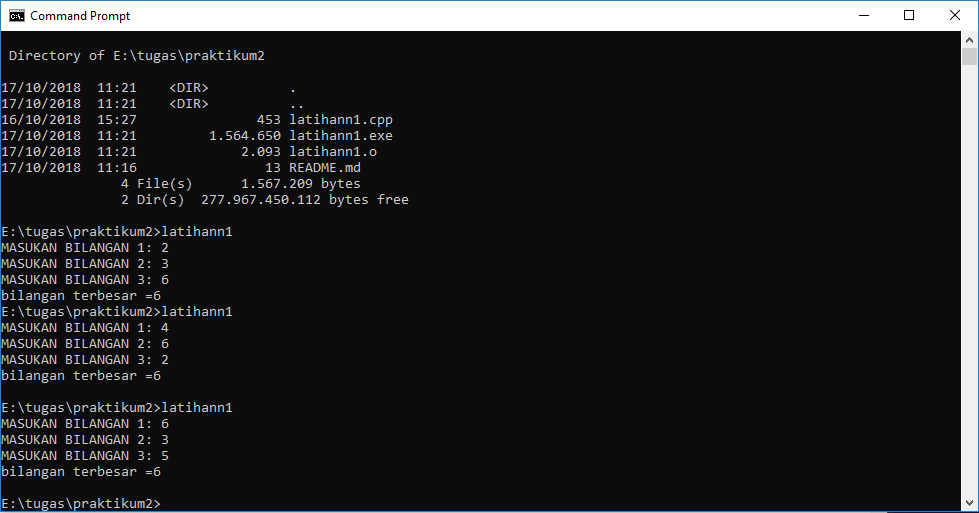 Command Prompt
Directory of E:\tugas\praktikum2
17/10/2018  11:21    <DIR>          .
17/10/2018  11:21    <DIR>          ..
16/10/2018  15:27               453 latihann1.cpp
17/10/2018  11:21         1.564.650 latihann1.exe
17/10/2018  11:21             2.093 latihann1.o
17/10/2018  11:16                13 README.md
4 File(s)      1.567.209 bytes
2 Dir(s)  277.967.450.112 bytes free
E:\tugas\praktikum2>latihann1
MASUKAN BILANGAN 1: 2
MASUKAN BILANGAN 2: 3
MASUKAN BILANGAN 3: 6
bilangan terbesar =6
E:\tugas\praktikum2>latihann1
MASUKAN BILANGAN 1: 4
MASUKAN BILANGAN 2: 6
MASUKAN BILANGAN 3: 2
bilangan terbesar =6
E:\tugas\praktikum2>latihann1
MASUKAN BILANGAN 1: 6
MASUKAN BILANGAN 2: 3
MASUKAN BILANGAN 3: 5
bilangan terbesar =6
E:\tugas\praktikum2>